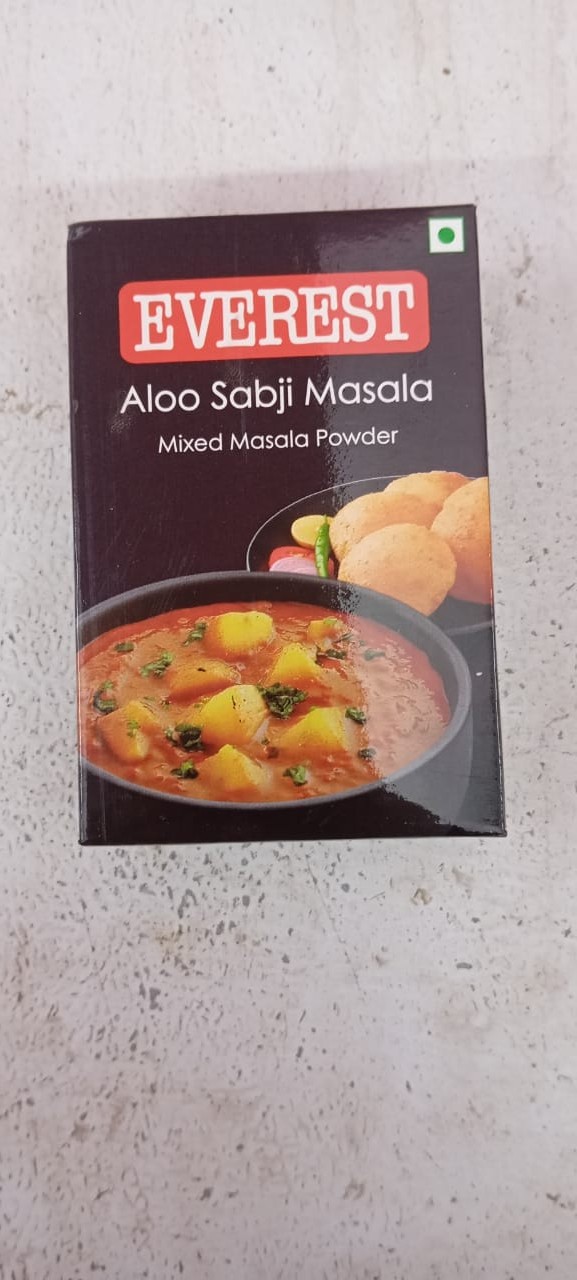 EVEREST
Aloo Sabji Masala
Mixed Masala Powder